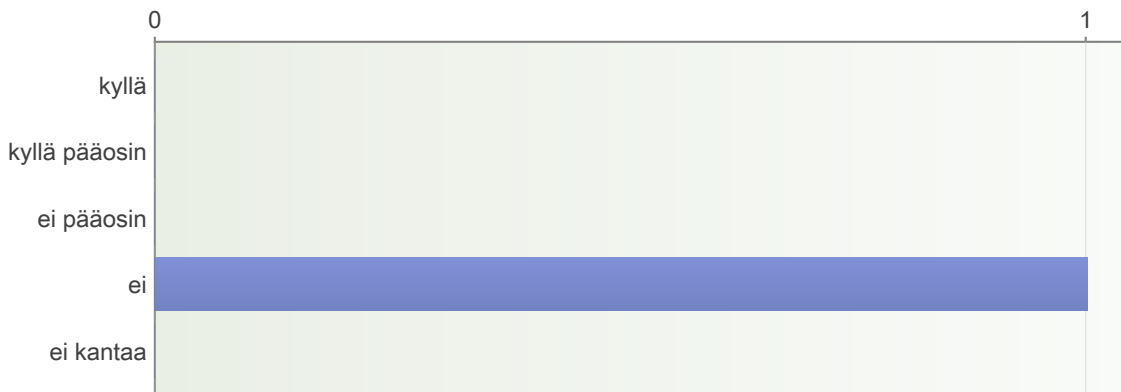 0 1
kyllä
kyllä pääosin
ei pääosin
ei
ei kantaa